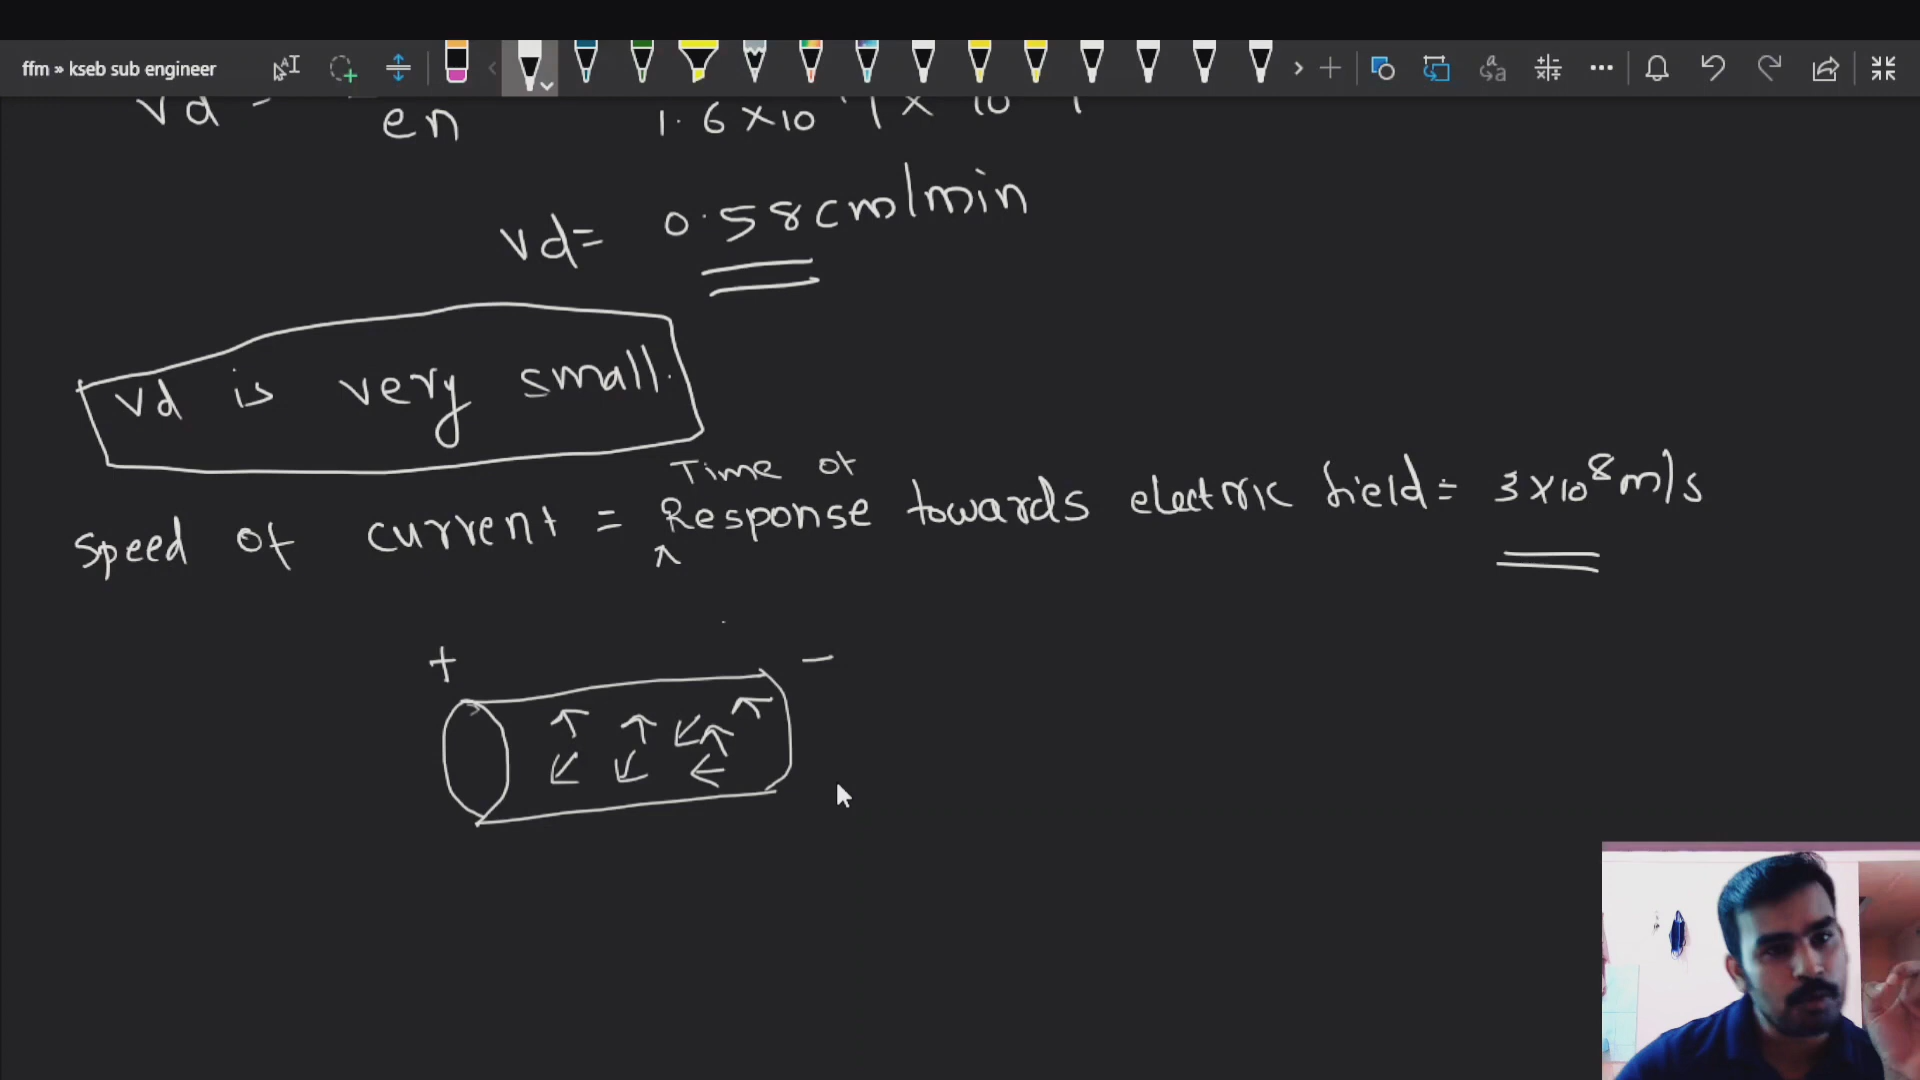 ffm » kseb sub engineer
vd =
en
1.6×10
vd= 0.58cm/min
vd is very small.
Time of
speed of current = Response towards electric field = 3×10⁸m/s
+ −